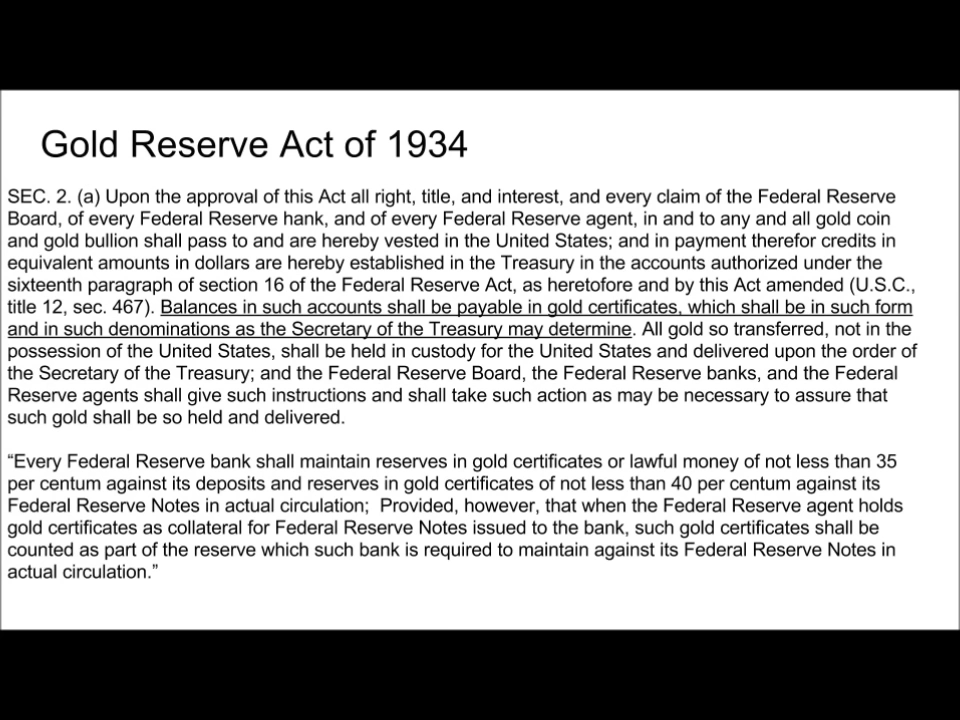 Gold Reserve Act of 1934
SEC. 2. (a) Upon the approval of this Act all right, title, and interest, and every claim of the Federal Reserve
Board, of every Federal Reserve hank, and of every Federal Reserve agent, in and to any and all gold coin
and gold bullion shall pass to and are hereby vested in the United States; and in payment therefor credits in
equivalent amounts in dollars are hereby established in the Treasury in the accounts authorized under the
sixteenth paragraph of section 16 of the Federal Reserve Act, as heretofore and by this Act amended (U.S.C.,
title 12, sec. 467). Balances in such accounts shall be payable in gold certificates, which shall be in such form
and in such denominations as the Secretary of the Treasury may determine. All gold so transferred, not in the
possession of the United States, shall be held in custody for the United States and delivered upon the order of
the Secretary of the Treasury; and the Federal Reserve Board, the Federal Reserve banks, and the Federal
Reserve agents shall give such instructions and shall take such action as may be necessary to assure that
such gold shall be so held and delivered.
“Every Federal Reserve bank shall maintain reserves in gold certificates or lawful money of not less than 35
per centum against its deposits and reserves in gold certificates of not less than 40 per centum against its
Federal Reserve Notes in actual circulation;  Provided, however, that when the Federal Reserve agent holds
gold certificates as collateral for Federal Reserve Notes issued to the bank, such gold certificates shall be
counted as part of the reserve which such bank is required to maintain against its Federal Reserve Notes in
actual circulation.”